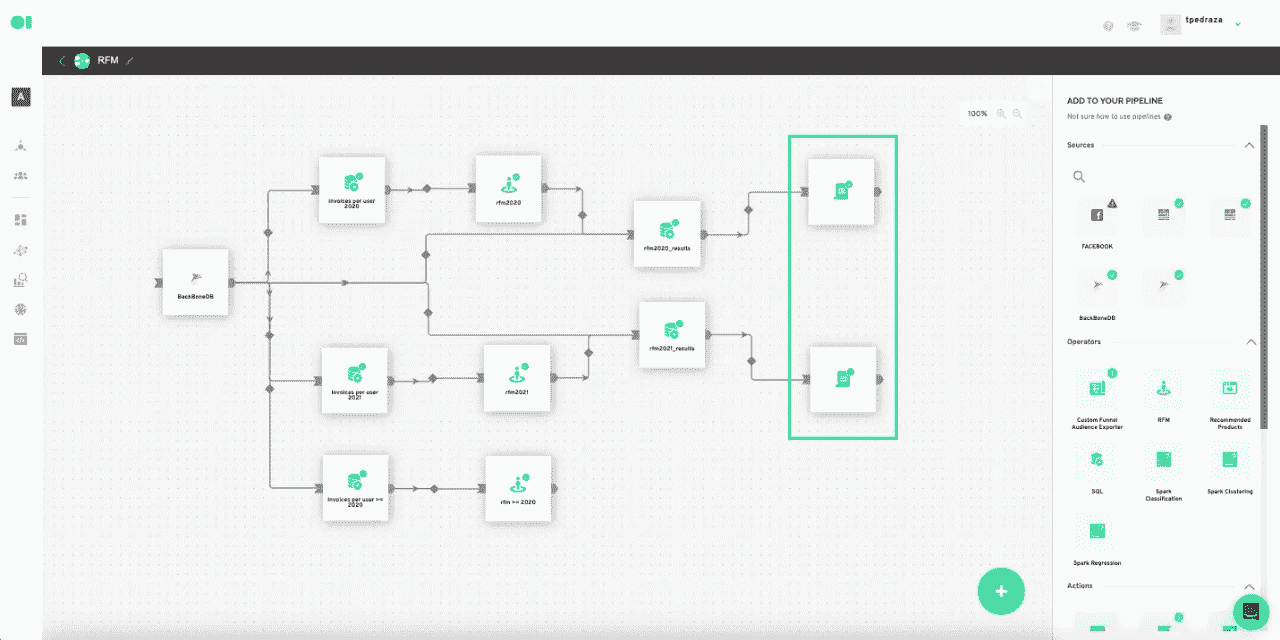 tpedraza
RFM
100%
ADD TO YOUR PIPELINE
Not sure how to use pipelines
Sources
FACEBOOK
BackBoneDB
Operators
Custom Funnel
Audience Exporter
RFM
Recommended
Products
SQL
Spark
Classification
Spark Clustering
Spark Regression
Actions
BackBoneDB
invoices per user
2020
rfm2020
rfm2020_results
rfm2021_results
invoices per user
2021
rfm2021
invoices per user >=
2020
rfm >= 2020